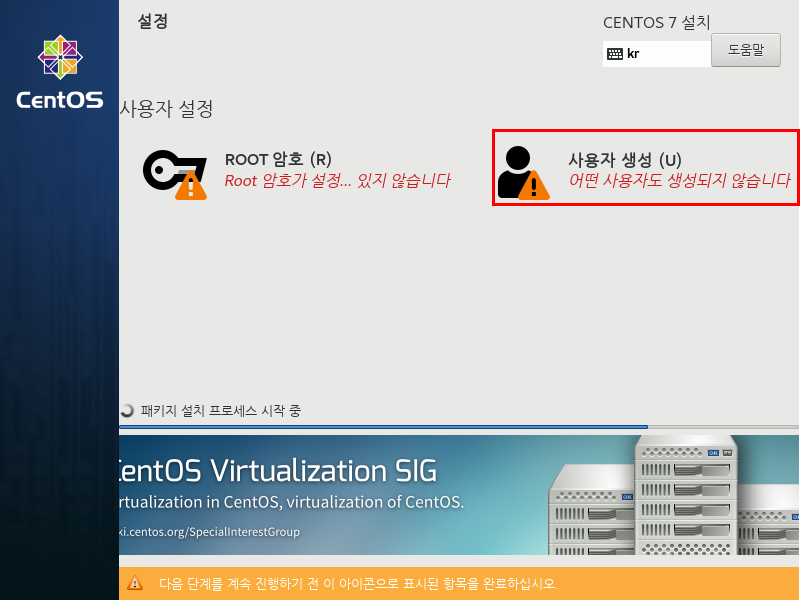 설정
CENTOS 7 설치
kr
도움말
CentOS
사용자 설정
ROOT 암호 (R)
Root 암호가 설정... 있지 않습니다
사용자 생성 (U)
어떤 사용자도 생성되지 않습니다
패키지 설치 프로세스 시작 중
CentOS Virtualization SIG
rtualization in CentOS, virtualization of CentOS.
ki.centos.org/SpecialInterestGroup
OK
OK
OK
다음 단계를 계속 진행하기 전 이 아이콘으로 표시된 항목을 완료하십시오.